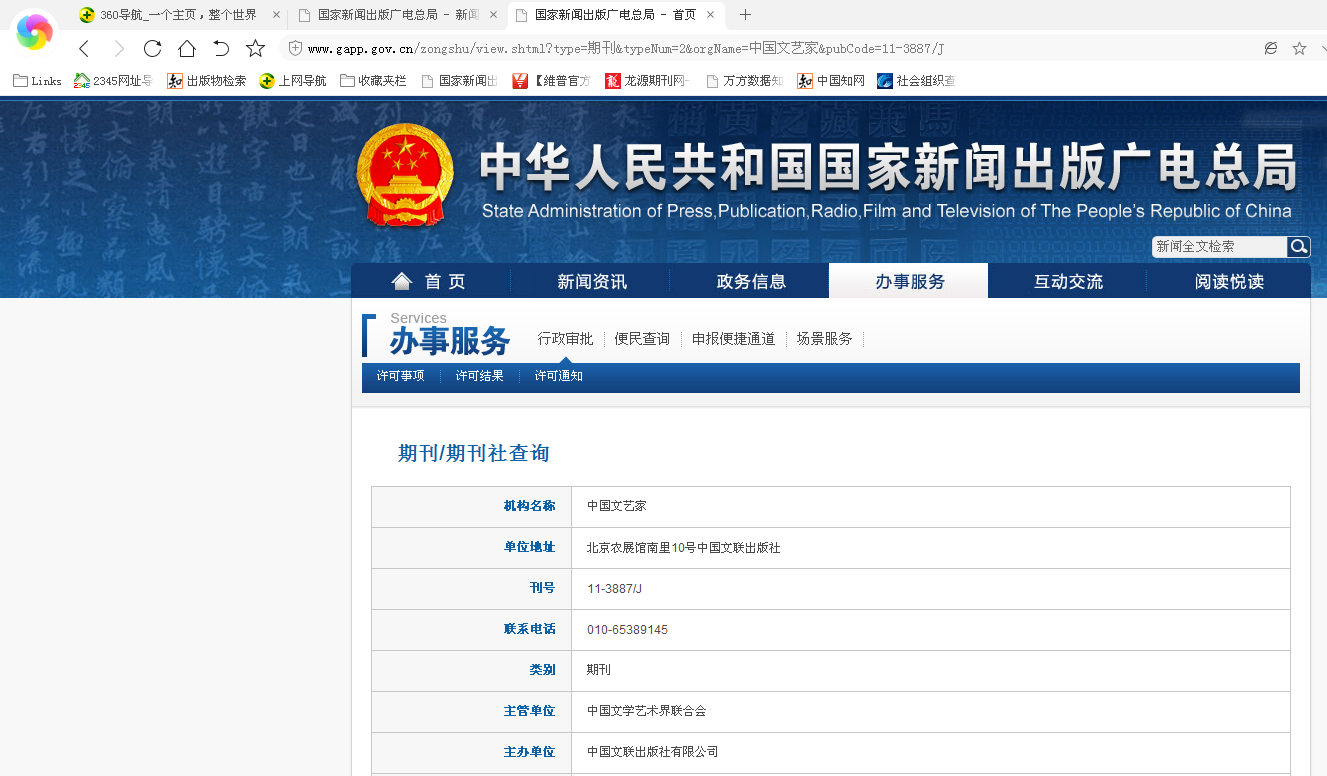 360导航_一个主页，整个世界
国家新闻出版广电总局 - 新闻
国家新闻出版广电总局 - 首页
www.gapp.gov.cn/zongshu/view.shtml?type=期刊&typeNum=2&orgName=中国文艺家&pubCode=11-3887/J
Links 2345网址导 出版物检索 上网导航 收藏夹栏 国家新闻出 【维普官方 龙源期刊网- 万方数据知 中国知网 社会组织查
中华人民共和国国家新闻出版广电总局
State Administration of Press,Publication,Radio,Film and Television of The People's Republic of China
新闻全文检索
首 页 新闻资讯 政务信息 办事服务 互动交流 阅读悦读
Services
办事服务 行政审批 便民查询 申报便捷通道 场景服务
许可事项 许可结果 许可通知
期刊/期刊社查询
机构名称 中国文艺家
单位地址 北京农展馆南里10号中国文联出版社
刊号 11-3887/J
联系电话 010-65389145
类别 期刊
主管单位 中国文学艺术界联合会
主办单位 中国文联出版社有限公司